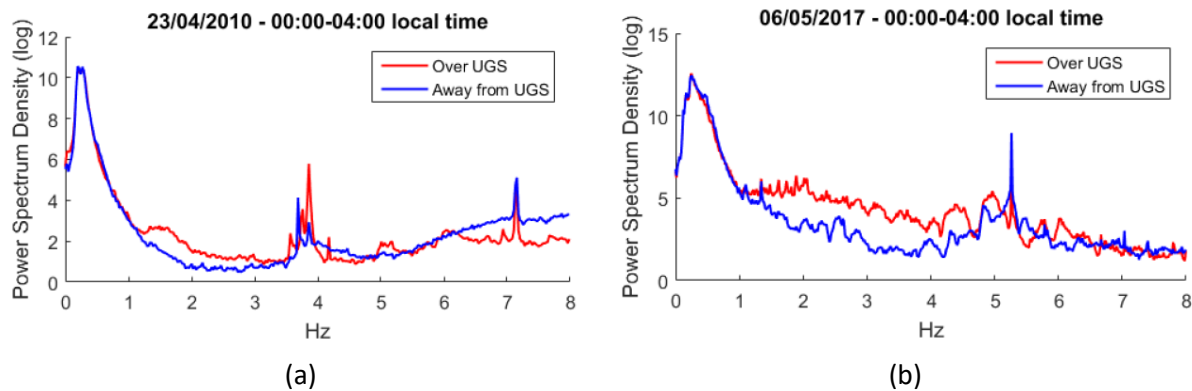 23/04/2010 - 00:00-04:00 local time
Power Spectrum Density (log)
12
10
8
6
4
2
0
Over UGS
Away from UGS
0 1 2 3 4 5 6 7 8
Hz
(a)
06/05/2017 - 00:00-04:00 local time
Power Spectrum Density (log)
15
10
5
0
Over UGS
Away from UGS
0 1 2 3 4 5 6 7 8
Hz
(b)